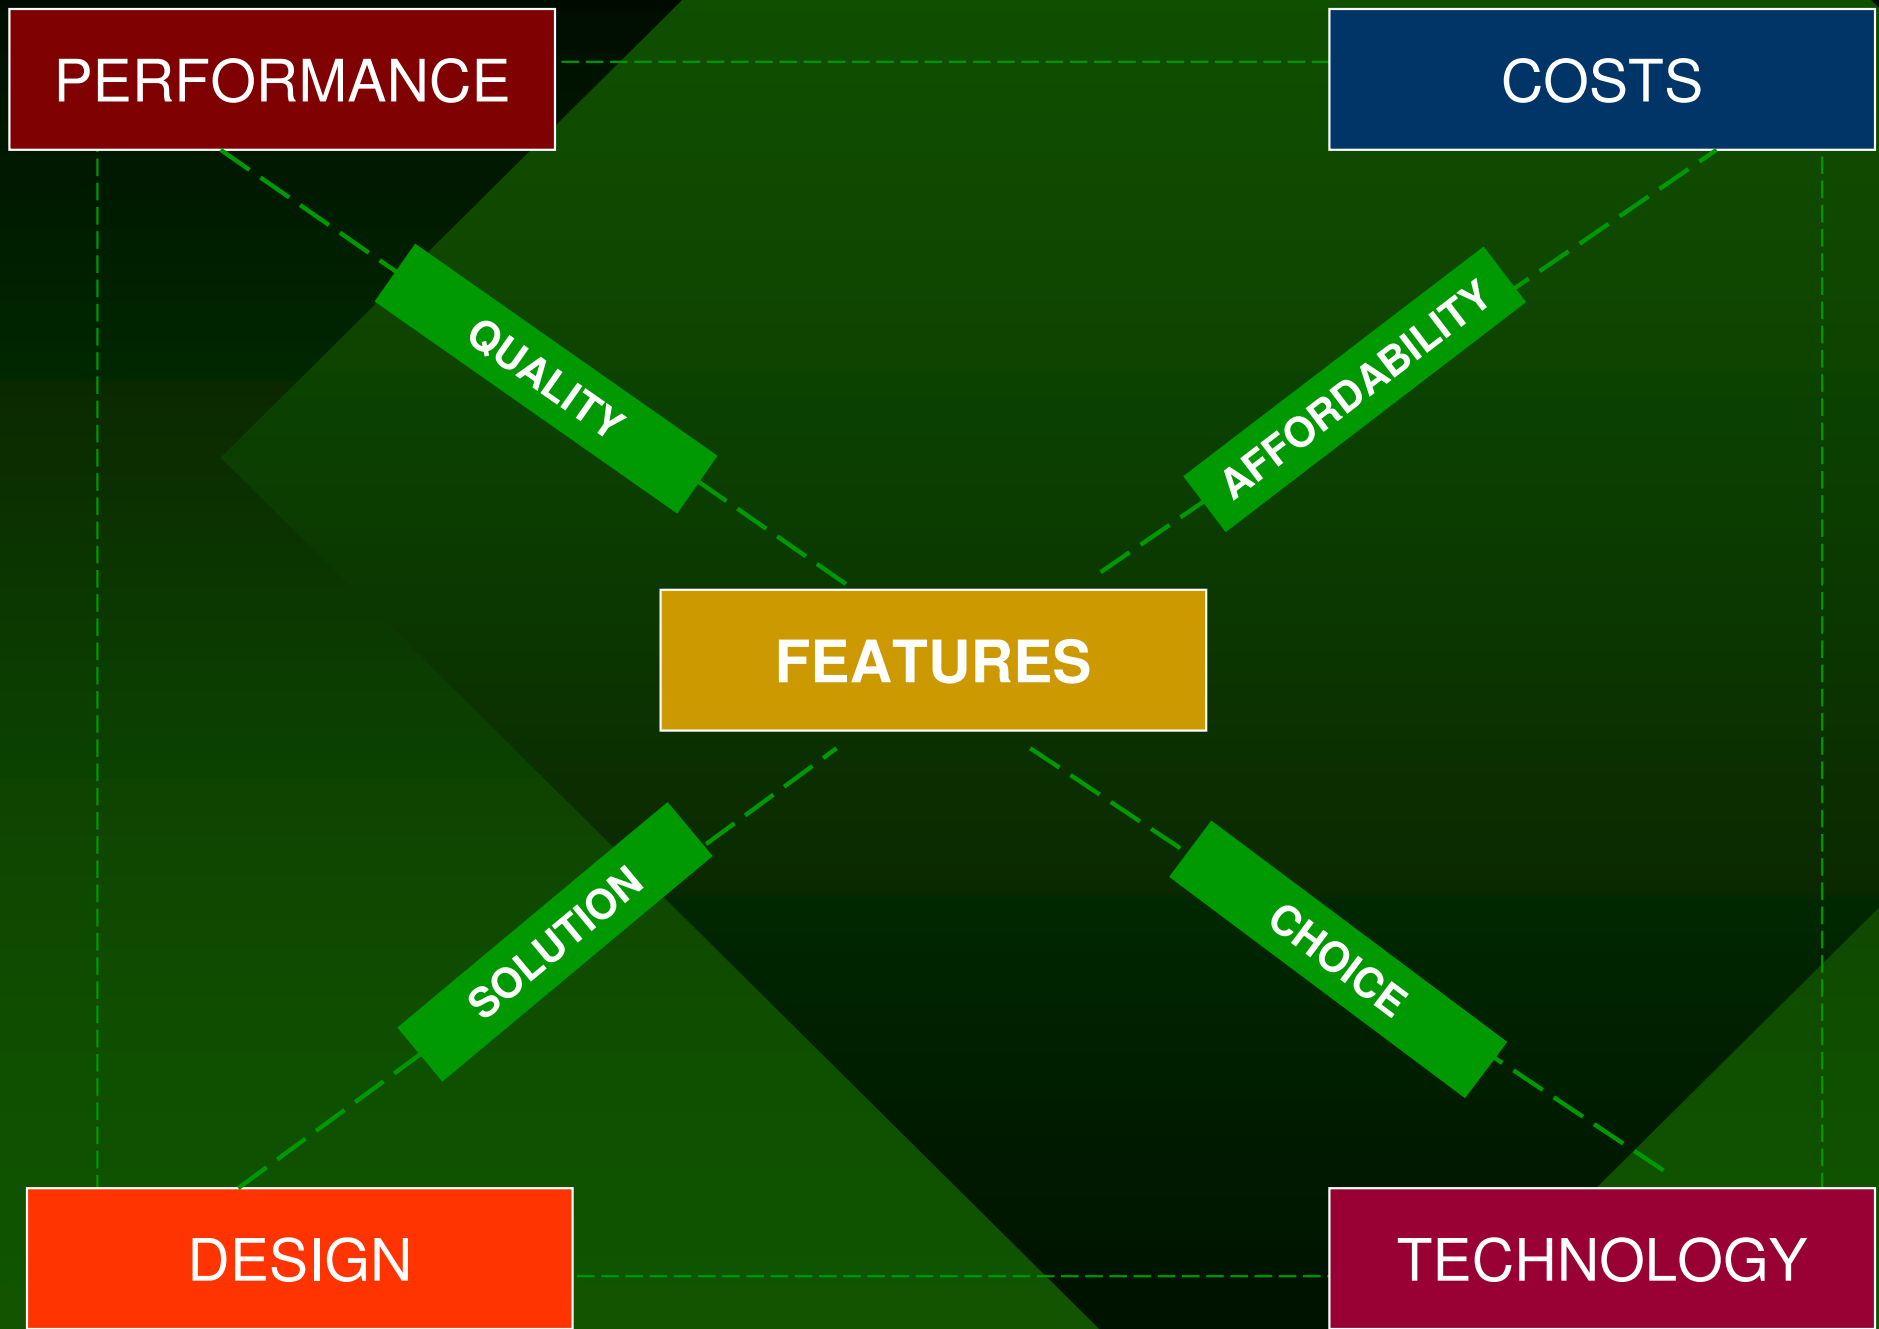 PERFORMANCE
COSTS
QUALITY
AFFORDABILITY
FEATURES
SOLUTION
CHOICE
DESIGN
TECHNOLOGY